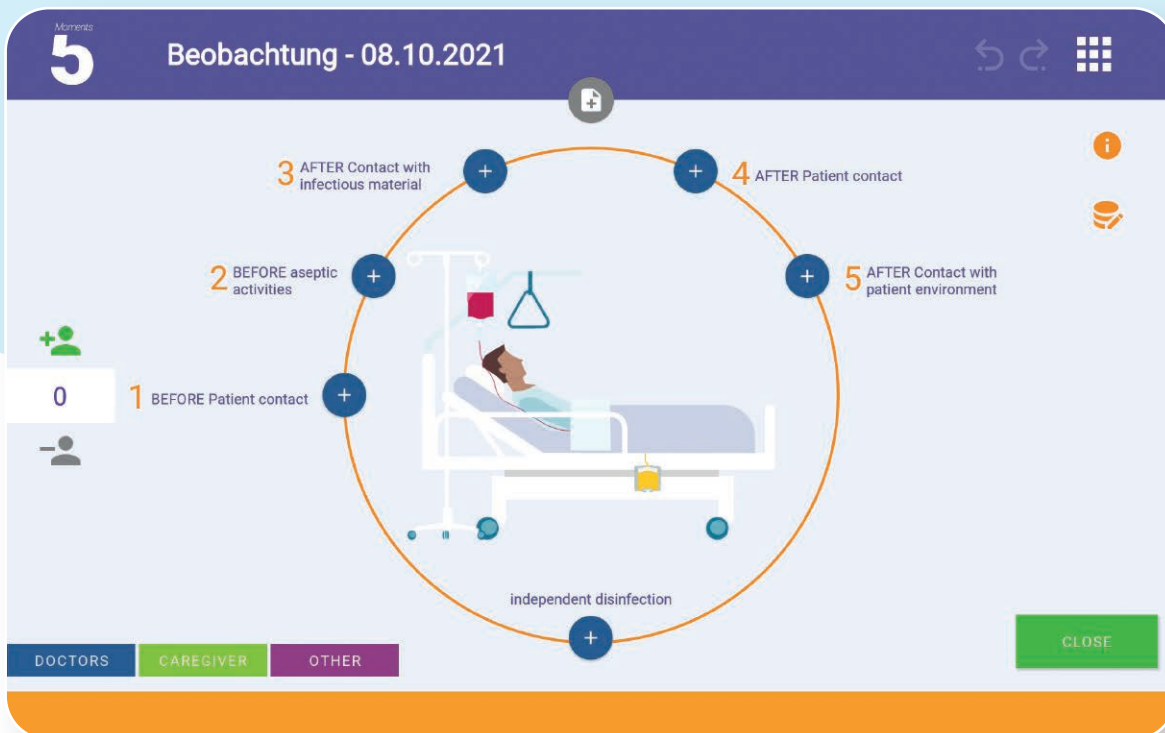 Moments
5
Beobachtung - 08.10.2021
3 AFTER Contact with
infectious material
4 AFTER Patient contact
2 BEFORE aseptic
activities
5 AFTER Contact with
patient environment
0
1 BEFORE Patient contact
independent disinfection
DOCTORS
CAREGIVER
OTHER
CLOSE